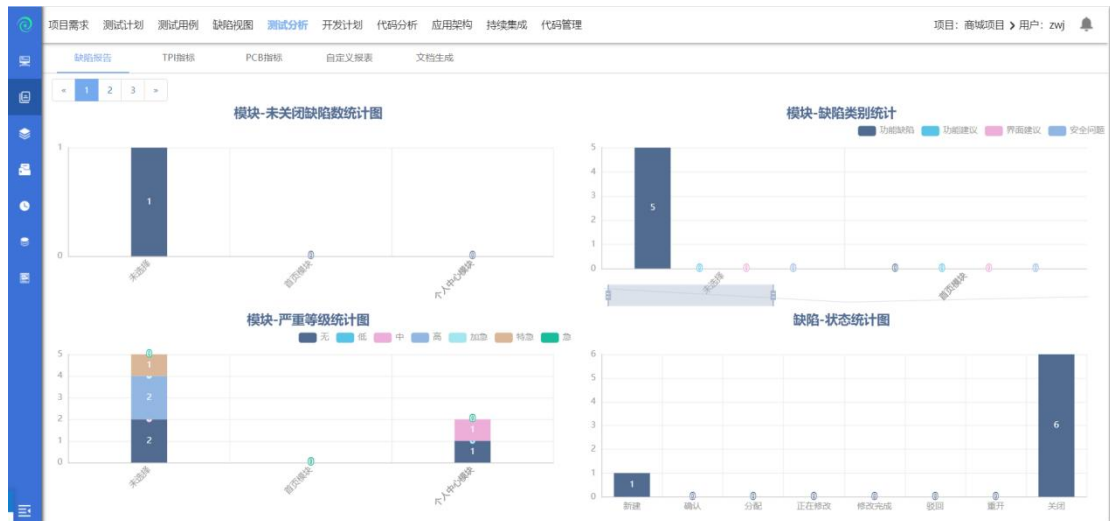 项目需求 测试计划 测试用例 缺陷视图 测试分析 开发计划 代码分析 应用架构 持续集成 代码管理 项目：商城项目 > 用户：zwj
缺陷报告 TPI指标 PCB指标 自定义报表 文档生成
« 1 2 3 »
模块-未关闭缺陷数统计图
1
0
1
0
0
未选择 首页模块 个人中心模块
模块-缺陷类别统计
功能缺陷 功能建议 界面建议 安全问题
5
4
3
2
1
0
5
0 0 0 0 0 0 0
未选择 首页模块
模块-严重等级统计图
无 低 中 高 加急 特急 急
5
4
3
2
1
0
0
1
2
2
0
0
1
1
未选择 首页模块 个人中心模块
缺陷-状态统计图
6
5
4
3
2
1
0
1 0 0 0 0 0 0 6
新建 确认 分配 正在修改 修改完成 驳回 重开 关闭